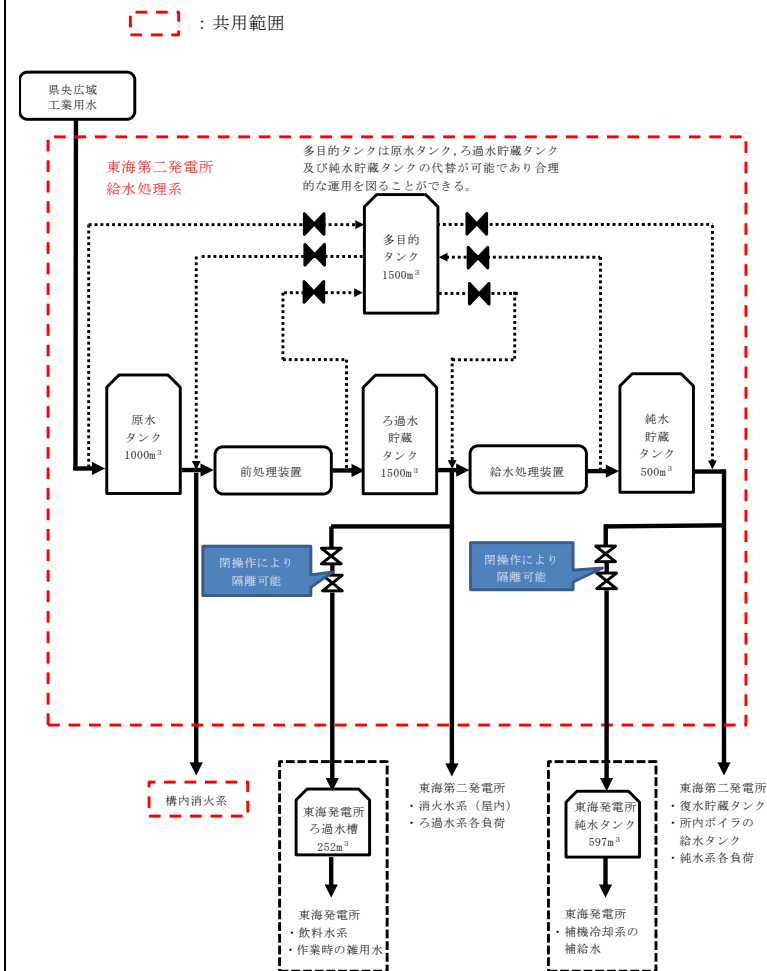 ：共用範囲
県央広域
工業用水
東海第二発電所
給水処理系
多目的タンクは原水タンク，ろ過水貯蔵タンク
及び純水貯蔵タンクの代替が可能であり合理
的な運用を図ることができる。
多目的
タンク
1500m³
原水
タンク
1000m³
前処理装置
ろ過水
貯蔵
タンク
1500m³
給水処理装置
純水
貯蔵
タンク
500m³
閉操作により
隔離可能
閉操作により
隔離可能
構内消火系
東海発電所
ろ過水槽
252m³
東海発電所
・飲料水系
・作業時の雑用水
東海第二発電所
・消火水系（屋内）
・ろ過水系各負荷
東海発電所
純水タンク
597m³
東海発電所
・補機冷却系の
補給水
東海第二発電所
・復水貯蔵タンク
・所内ボイラの
給水タンク
・純水系各負荷